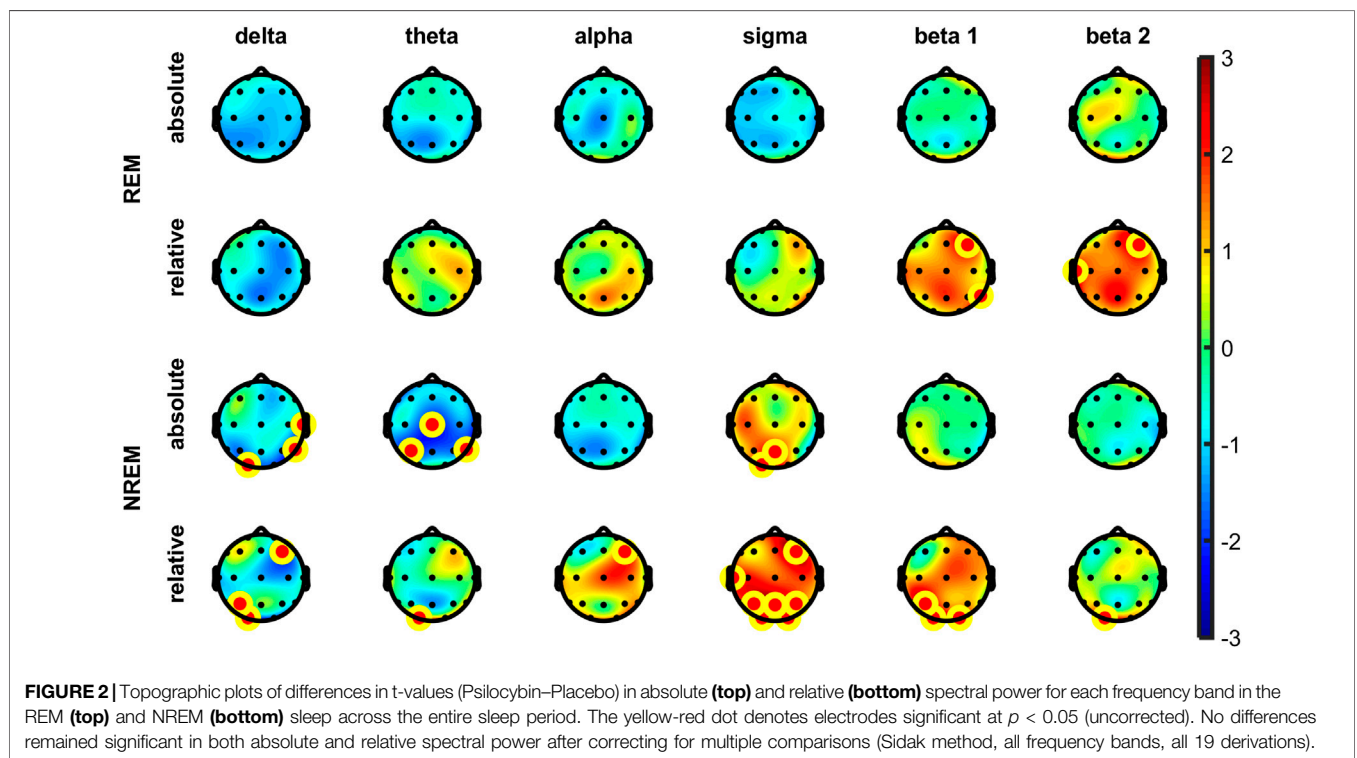 delta theta alpha sigma beta 1 beta 2
REM
absolute
relative
NREM
absolute
relative
3
2
1
0
-1
-2
-3
FIGURE 2 | Topographic plots of differences in t-values (Psilocybin–Placebo) in absolute (top) and relative (bottom) spectral power for each frequency band in the
REM (top) and NREM (bottom) sleep across the entire sleep period. The yellow-red dot denotes electrodes significant at p < 0.05 (uncorrected). No differences
remained significant in both absolute and relative spectral power after correcting for multiple comparisons (Sidak method, all frequency bands, all 19 derivations).